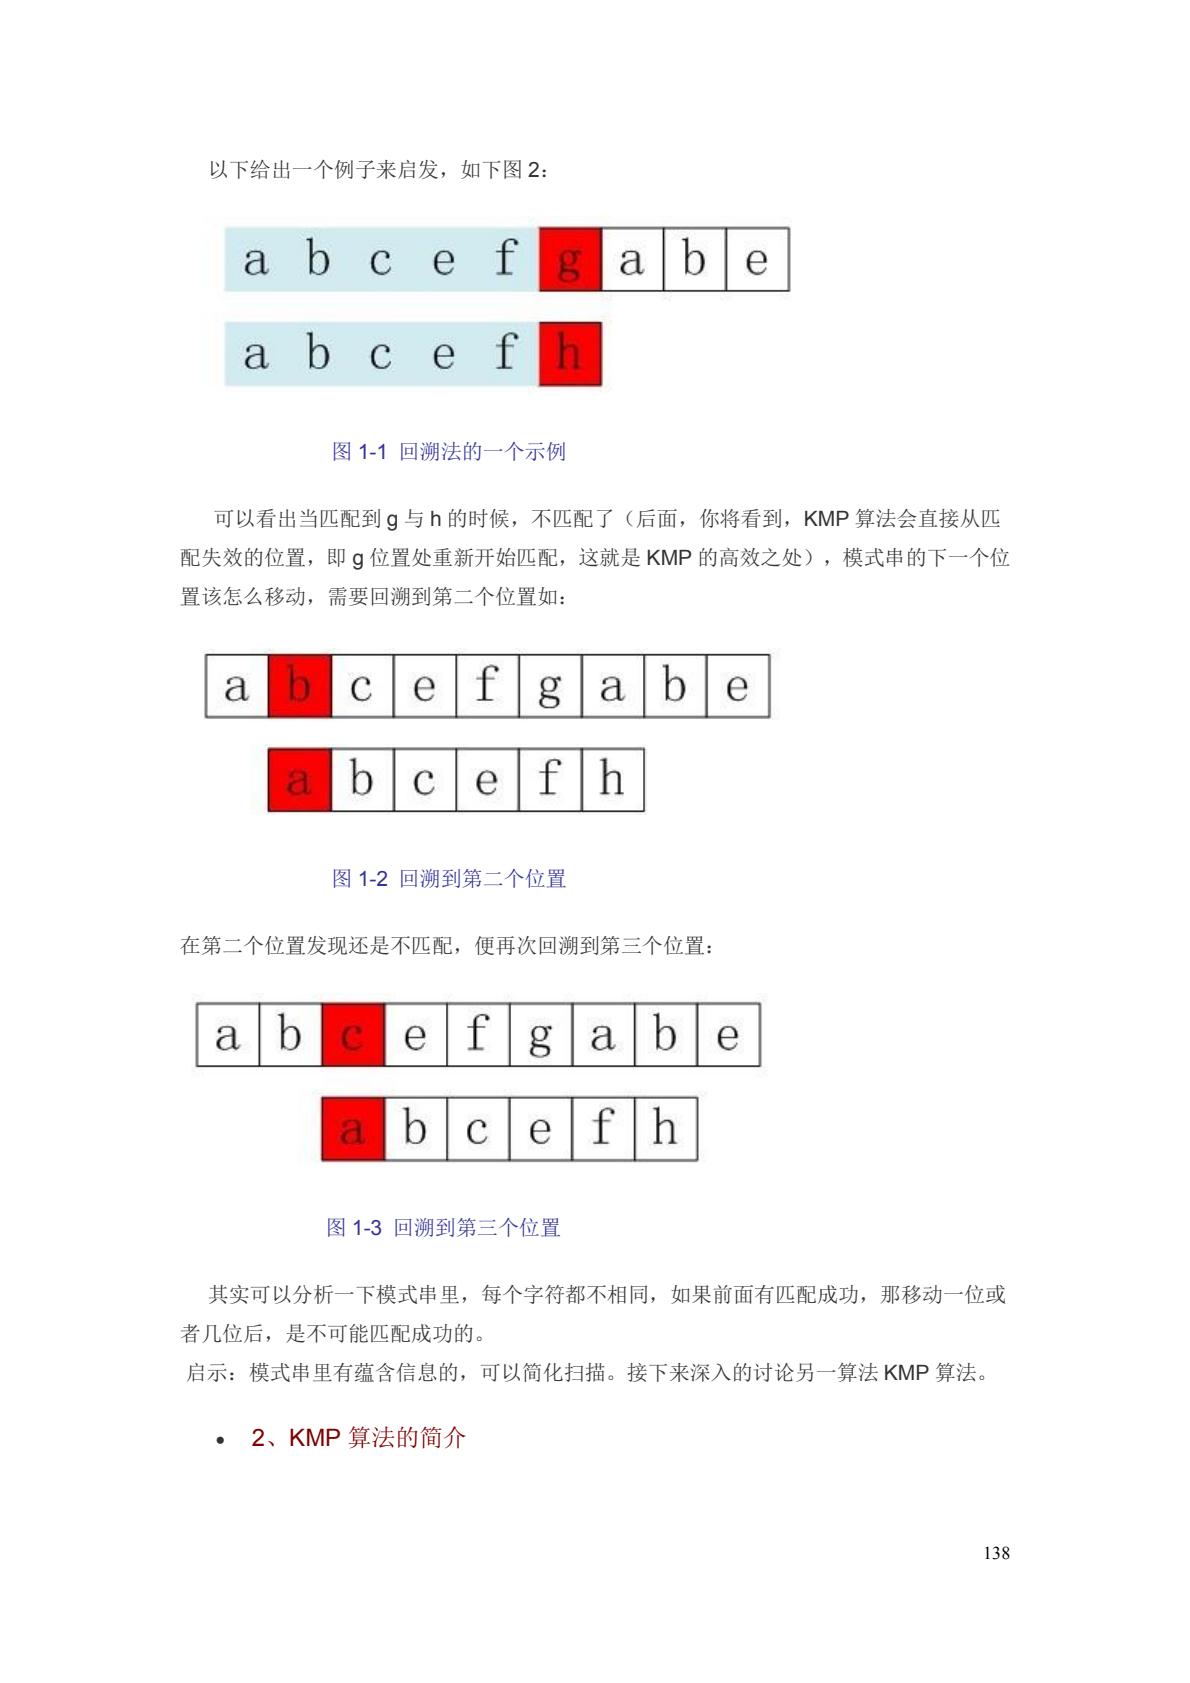 以下给出一个例子来启发，如下图 2：
a b c e f g a b e
a b c e f h
图 1-1 回溯法的一个示例
可以看出当匹配到 g 与 h 的时候，不匹配了（后面，你将看到，KMP 算法会直接从匹
配失效的位置，即 g 位置处重新开始匹配，这就是 KMP 的高效之处），模式串的下一个位
置该怎么移动，需要回溯到第二个位置如：
a b c e f g a b e
a b c e f h
图 1-2 回溯到第二个位置
在第二个位置发现还是不匹配，便再次回溯到第三个位置：
a b c e f g a b e
a b c e f h
图 1-3 回溯到第三个位置
其实可以分析一下模式串里，每个字符都不相同，如果前面有匹配成功，那移动一位或
者几位后，是不可能匹配成功的。
启示：模式串里有蕴含信息的，可以简化扫描。接下来深入的讨论另一算法 KMP 算法。
• 2、KMP 算法的简介
138